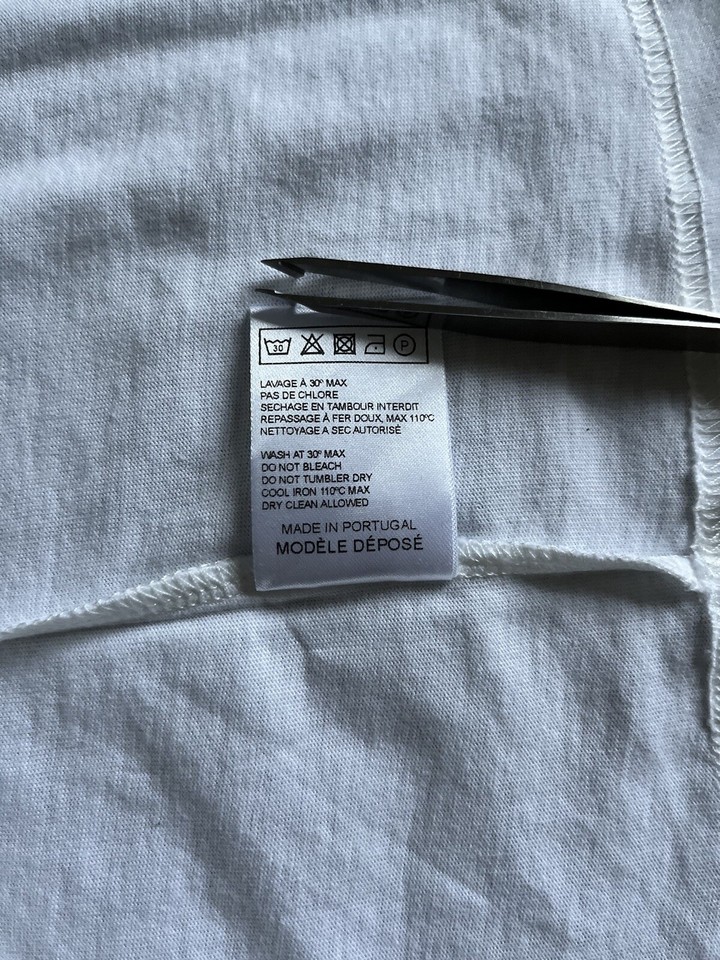 30 P
LAVAGE À 30° MAX
PAS DE CHLORE
SECHAGE EN TAMBOUR INTERDIT
REPASSAGE À FER DOUX, MAX 110ºC
NETTOYAGE A SEC AUTORISÉ
WASH AT 30° MAX
DO NOT BLEACH
DO NOT TUMBLER DRY
COOL IRON 110ºC MAX
DRY CLEAN ALLOWED
MADE IN PORTUGAL
MODÈLE DÉPOSÉ